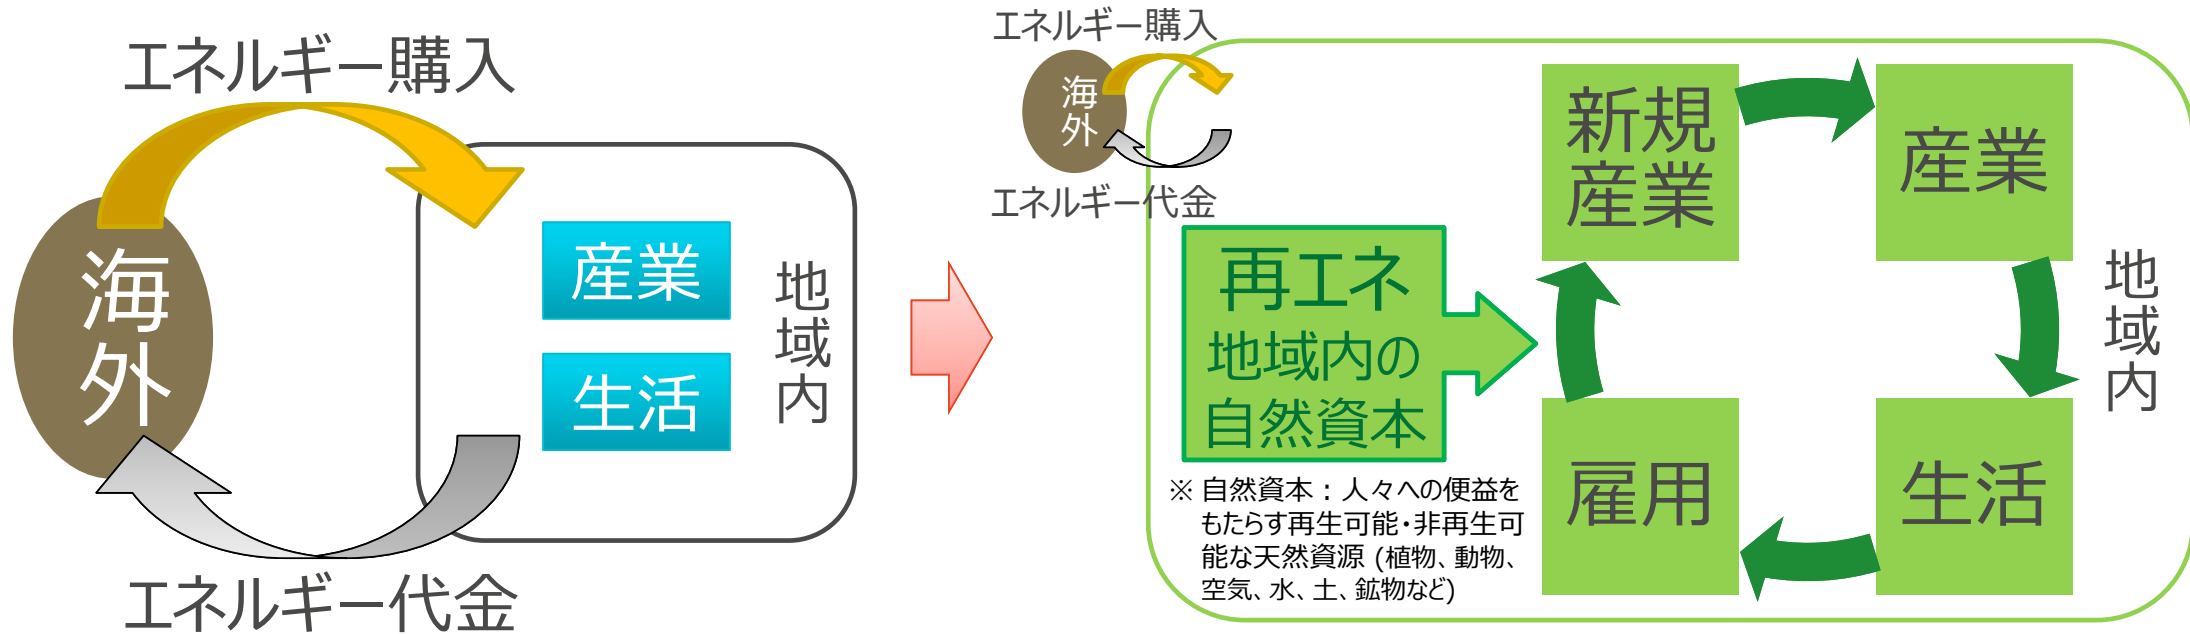 エネルギー購入
海外
産業
生活
地域内
エネルギー代金
エネルギー購入
海外
エネルギー代金
再エネ
地域内の
自然資本
※ 自然資本：人々への便益を
もたらす再生可能・非再生可
能な天然資源 (植物、動物、
空気、水、土、鉱物など)
新規
産業
産業
生活
雇用
地域内